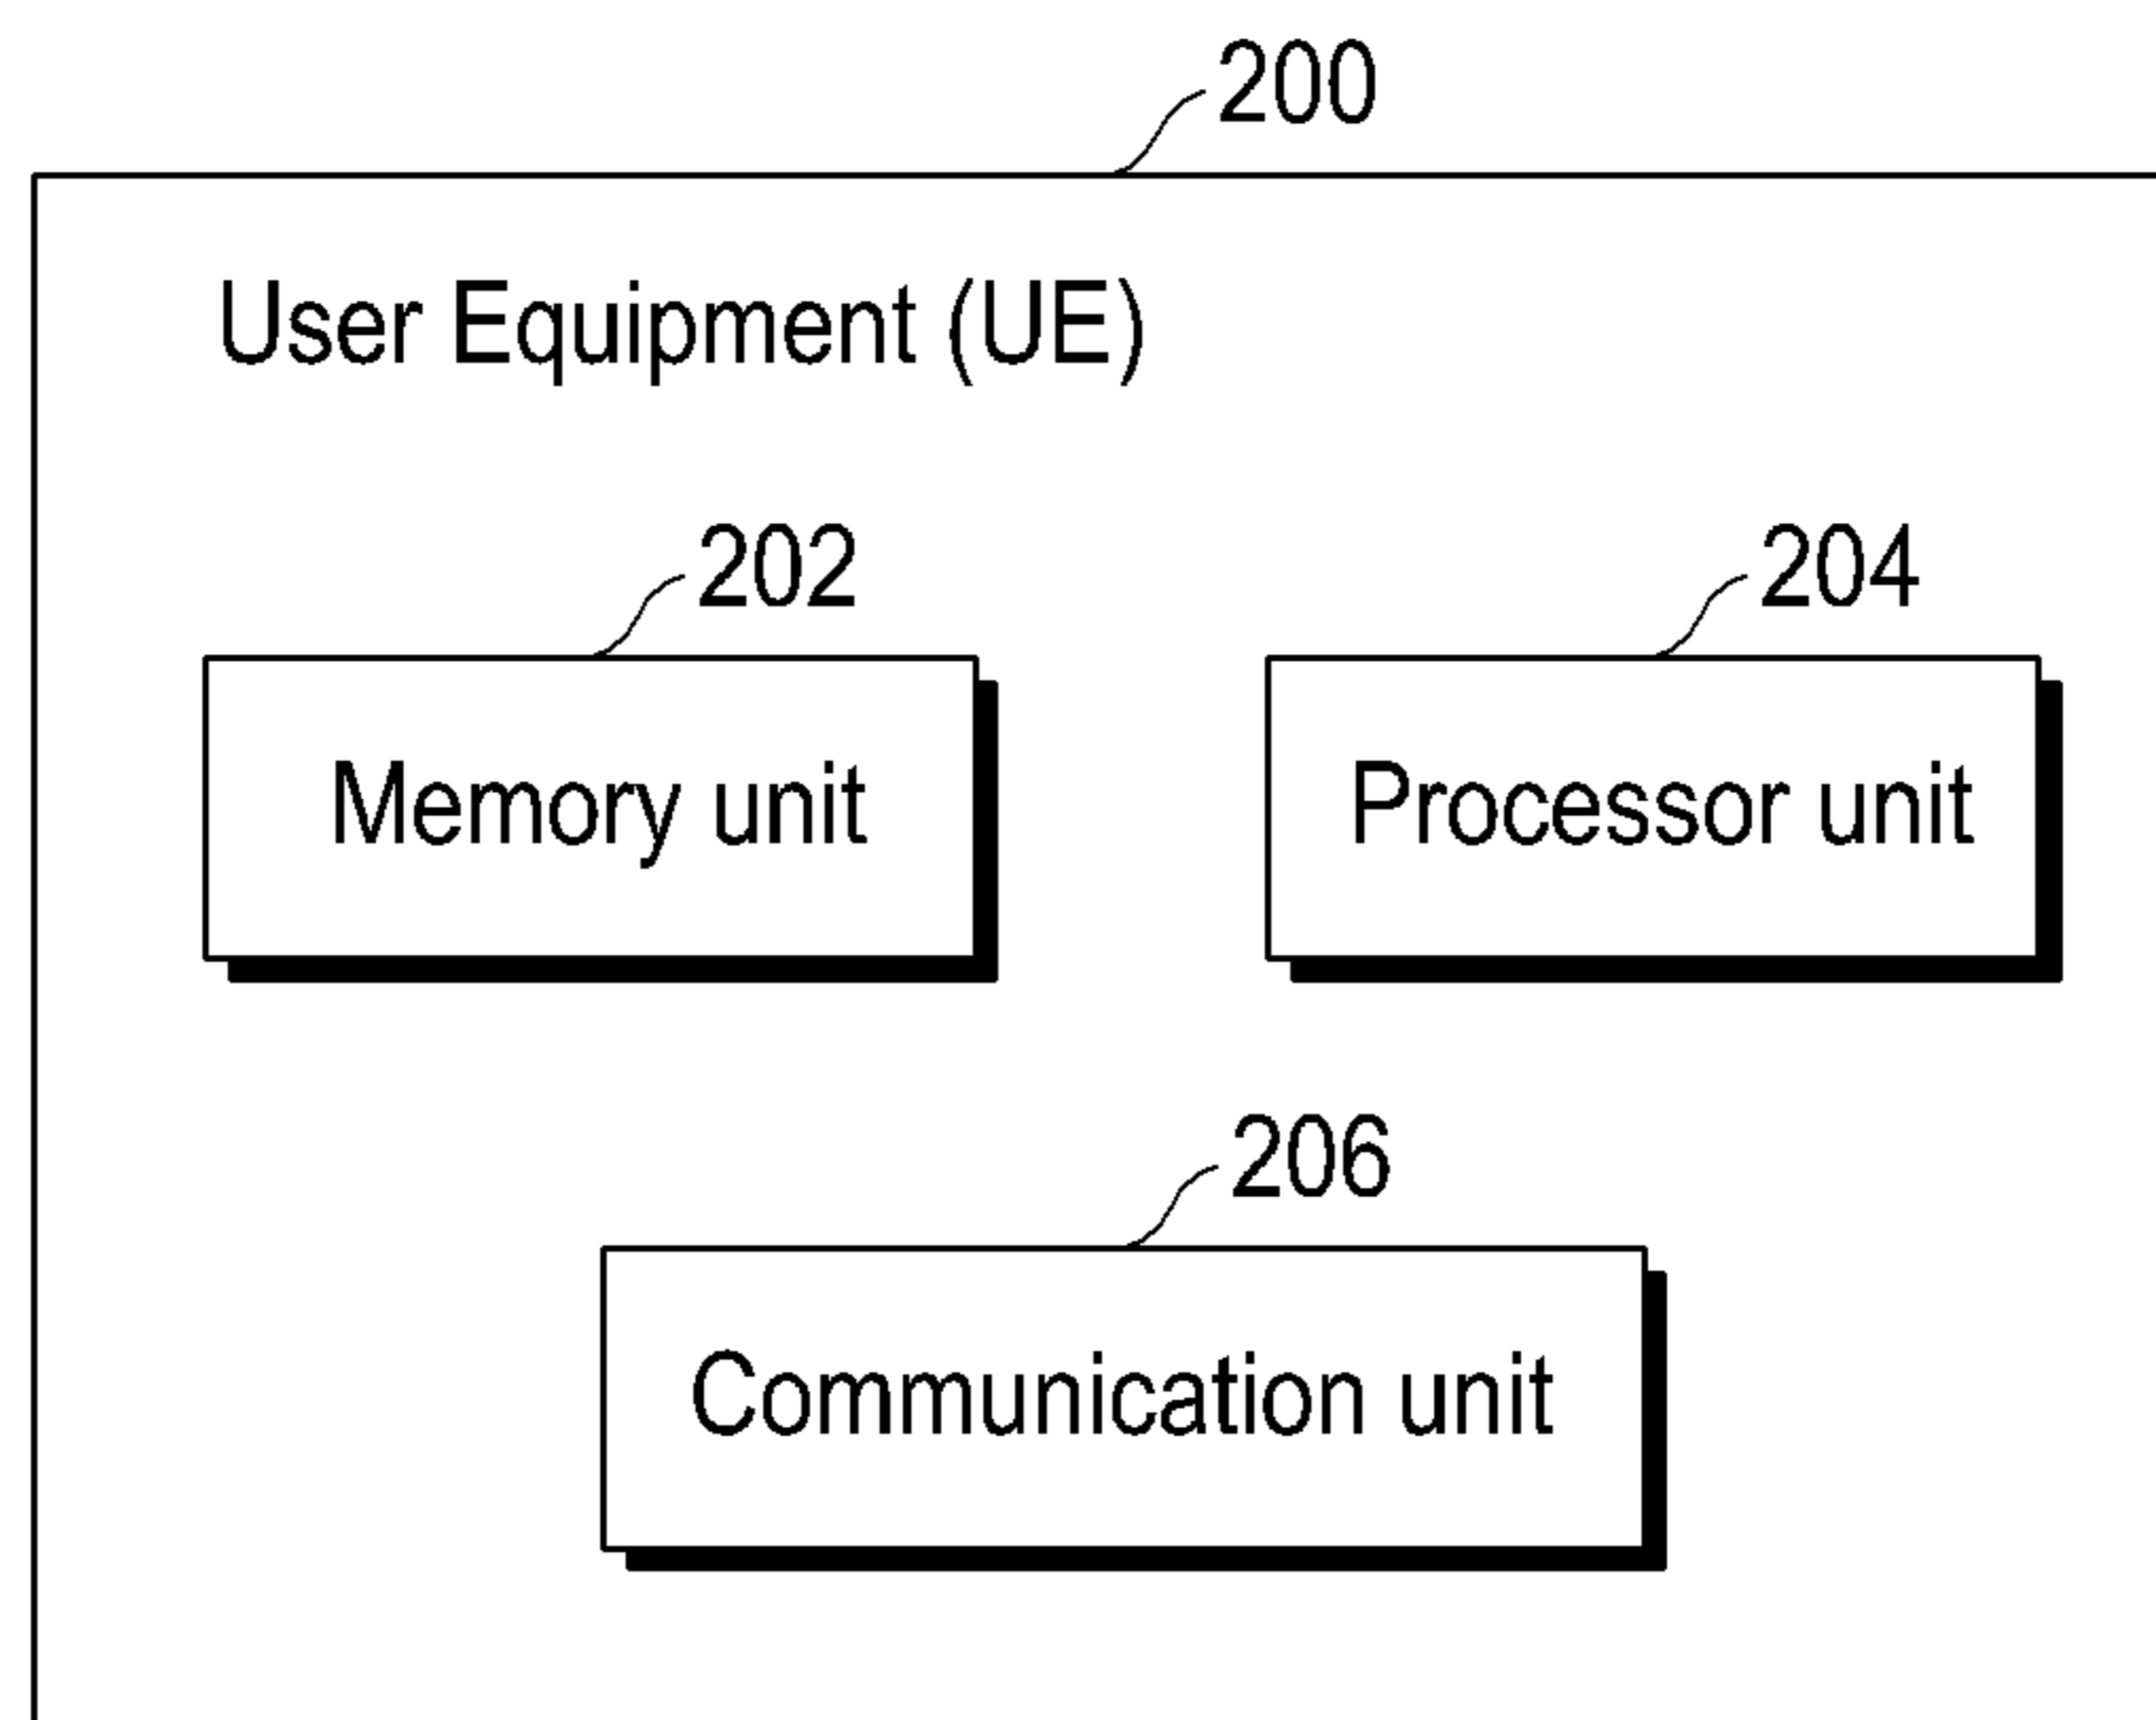 200
User Equipment (UE)
202
204
Memory unit
Processor unit
206
Communication unit